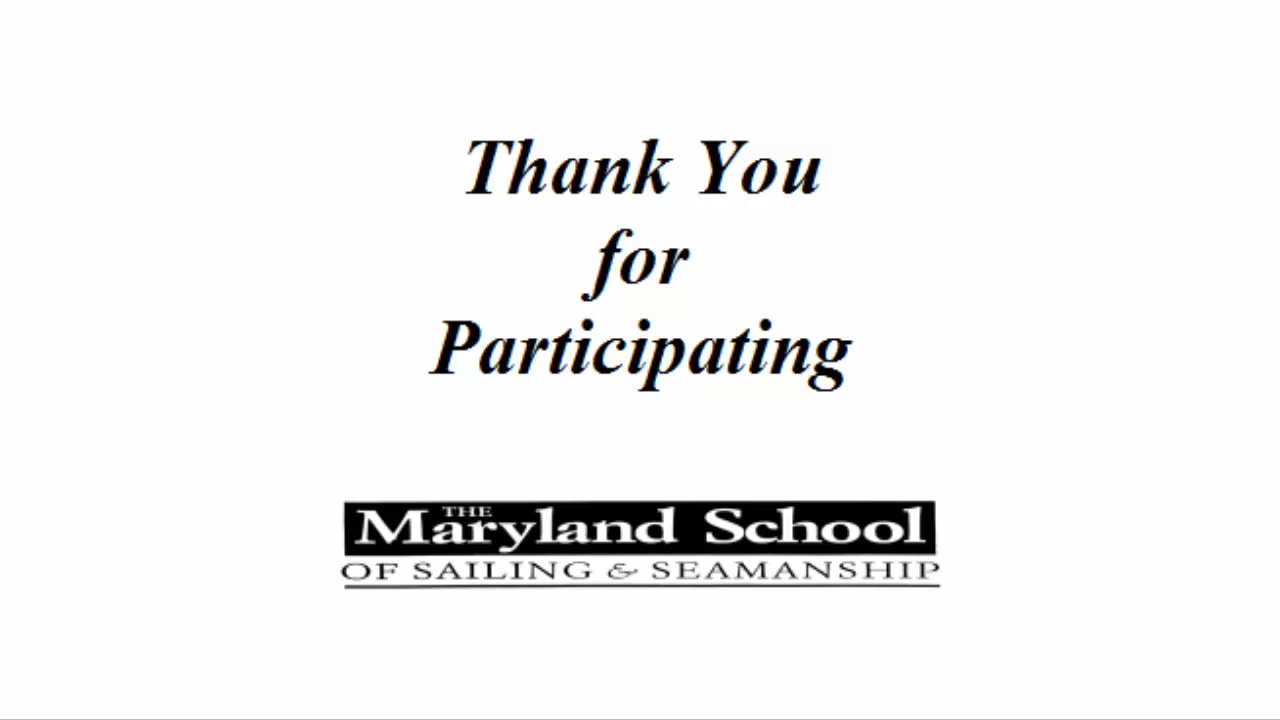 Thank You
for
Participating
THE
Maryland School
OF SAILING & SEAMANSHIP